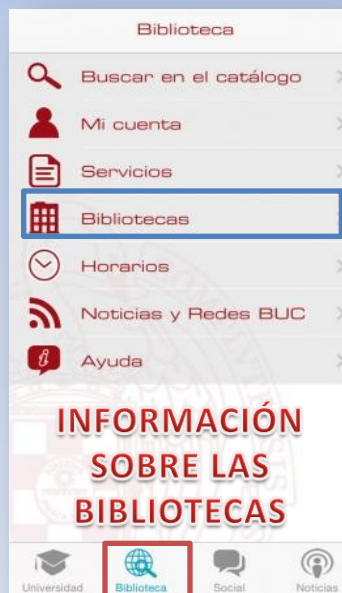 Biblioteca
Buscar en el catálogo
Mi cuenta
Servicios
Bibliotecas
Horarios
Noticias y Redes BUC
Ayuda
INFORMACIÓN
SOBRE LAS
BIBLIOTECAS
Universidad Biblioteca Social Noticias